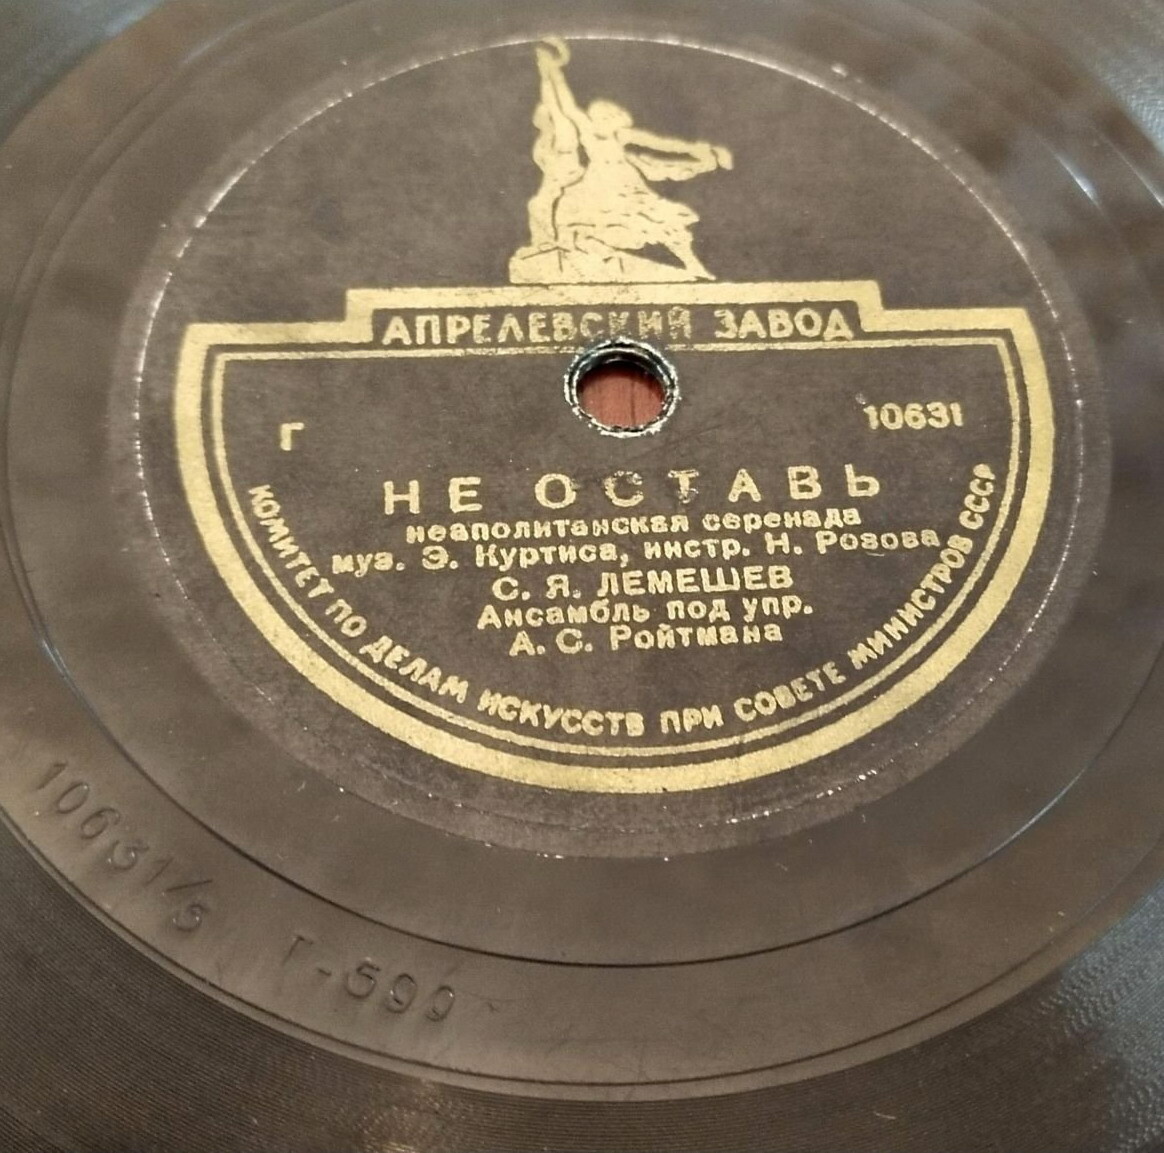 АПРЕЛЕВСКИЙ ЗАВОД
Г
10631
НЕ ОСТАВЬ
неаполитанская серенада
муз. Э. Куртиса, инстр. Н. Розова
С. Я. ЛЕМЕШЕВ
Ансамбль под упр.
А. С. Ройтмана
КОМИТЕТ ПО ДЕЛАМ ИСКУССТВ ПРИ СОВЕТЕ МИНИСТРОВ СССР
10631/5 Г-590